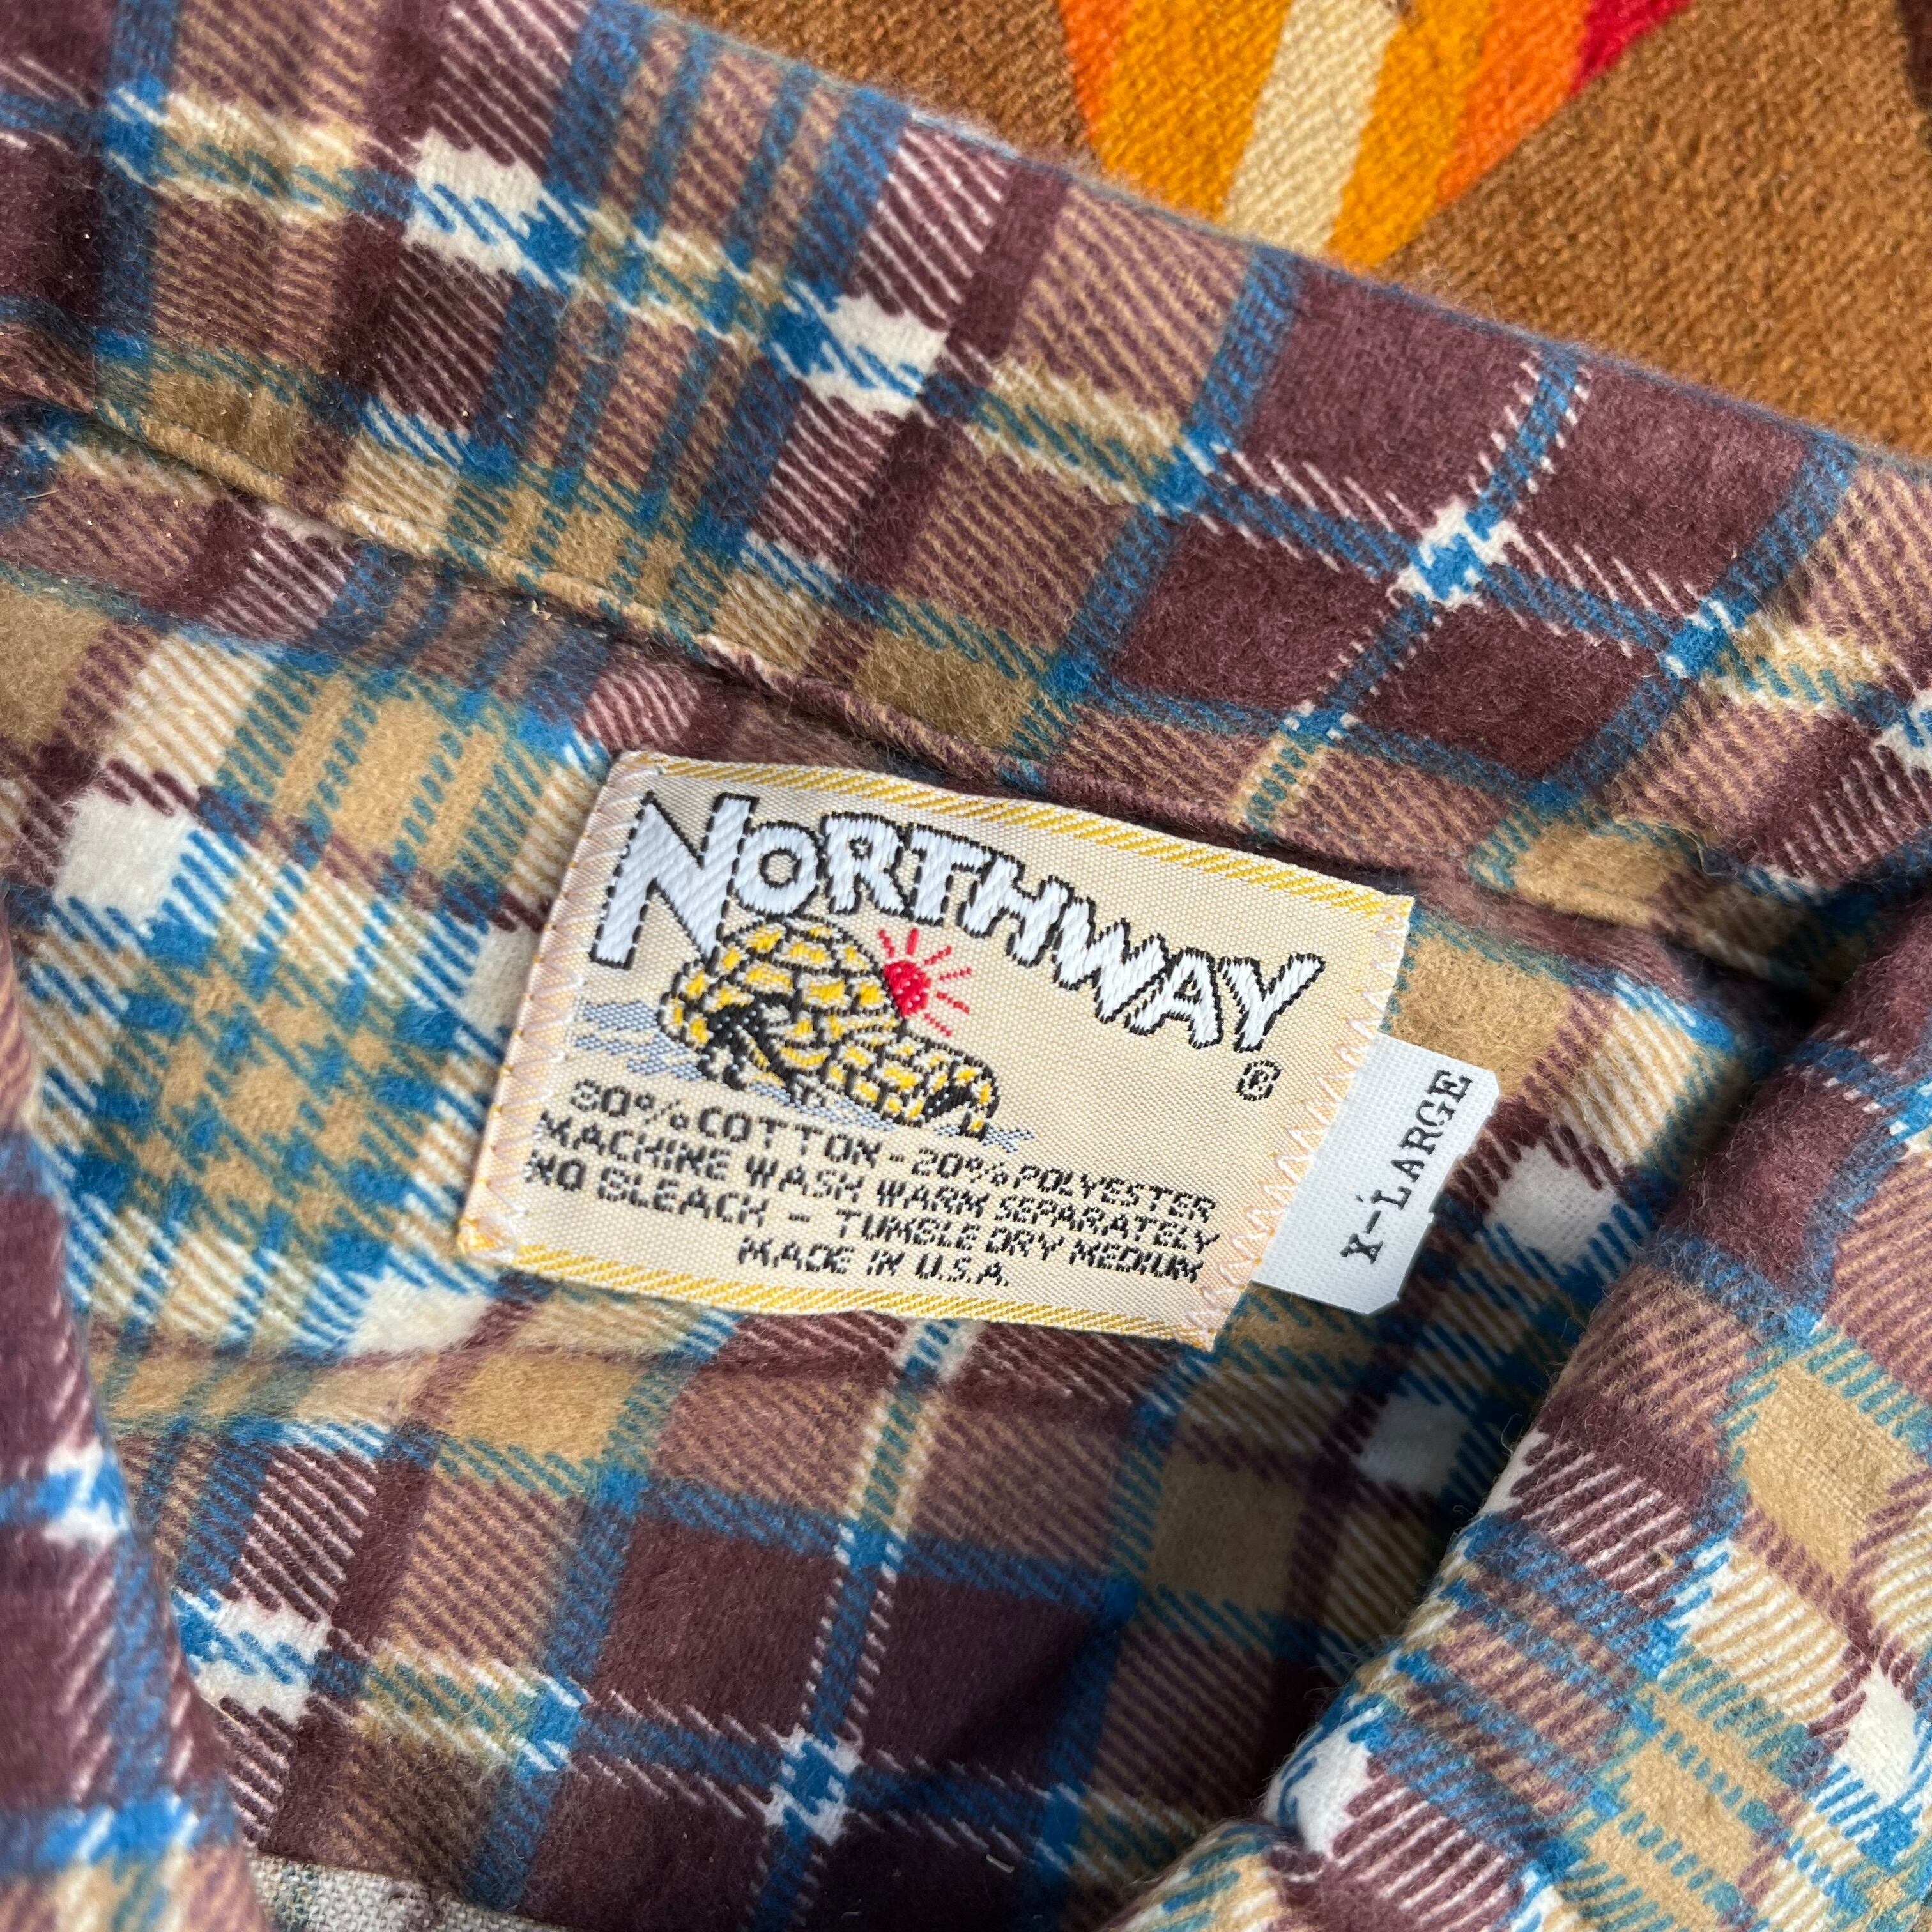 NORTHWAY
®
80% COTTON - 20% POLYESTER
MACHINE WASH WARM SEPARATELY
NO BLEACH - TUMBLE DRY MEDIUM
MADE IN U.S.A.
X-LARGE